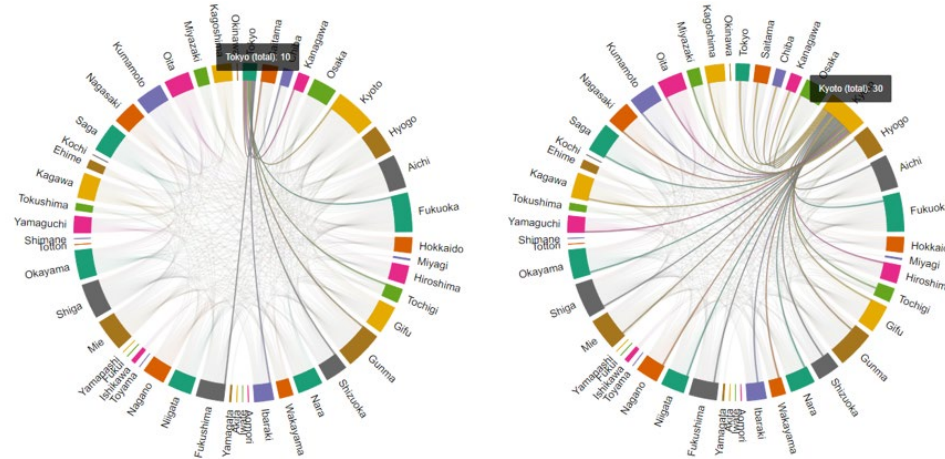 Tokyo (total): 10
Kanagawa
Osaka
Kyoto
Hyogo
Aichi
Fukuoka
Hokkaido
Miyagi
Hiroshima
Tochigi
Gifu
Gunma
Shizuoka
Nara
Wakayama
Ibaraki
Yamagata
Fukushima
Niigata
Nagano
Toyama
Ishikawa
Fukui
Yamapashi
Mie
Shiga
Okayama
Tottori
Shimane
Yamaguchi
Tokushima
Kagawa
Ehime
Kochi
Saga
Nagasaki
Kumamoto
Oita
Miyazaki
Kagoshima
Okinawa
Kyoto (total): 30
Tokyo
Saitama
Chiba
Kanagawa
Osaka
Hyogo
Aichi
Fukuok
Hokkaido
Miyagi
Hiroshima
Tochigi
Gifu
Gunma
Shizuoka
Nara
Wakayama
Ibaraki
Yamagata
Fukushima
Niigata
Nagano
Toyama
Ishikawa
Fukui
Yamapashi
Mie
Shiga
Okayama
Tottori
Shimane
Yamaguchi
Tokushima
Kagawa
Ehime
Kochi
Saga
Nagasaki
Kumamoto
Oita
Miyazaki
Kagoshima
Okinawa